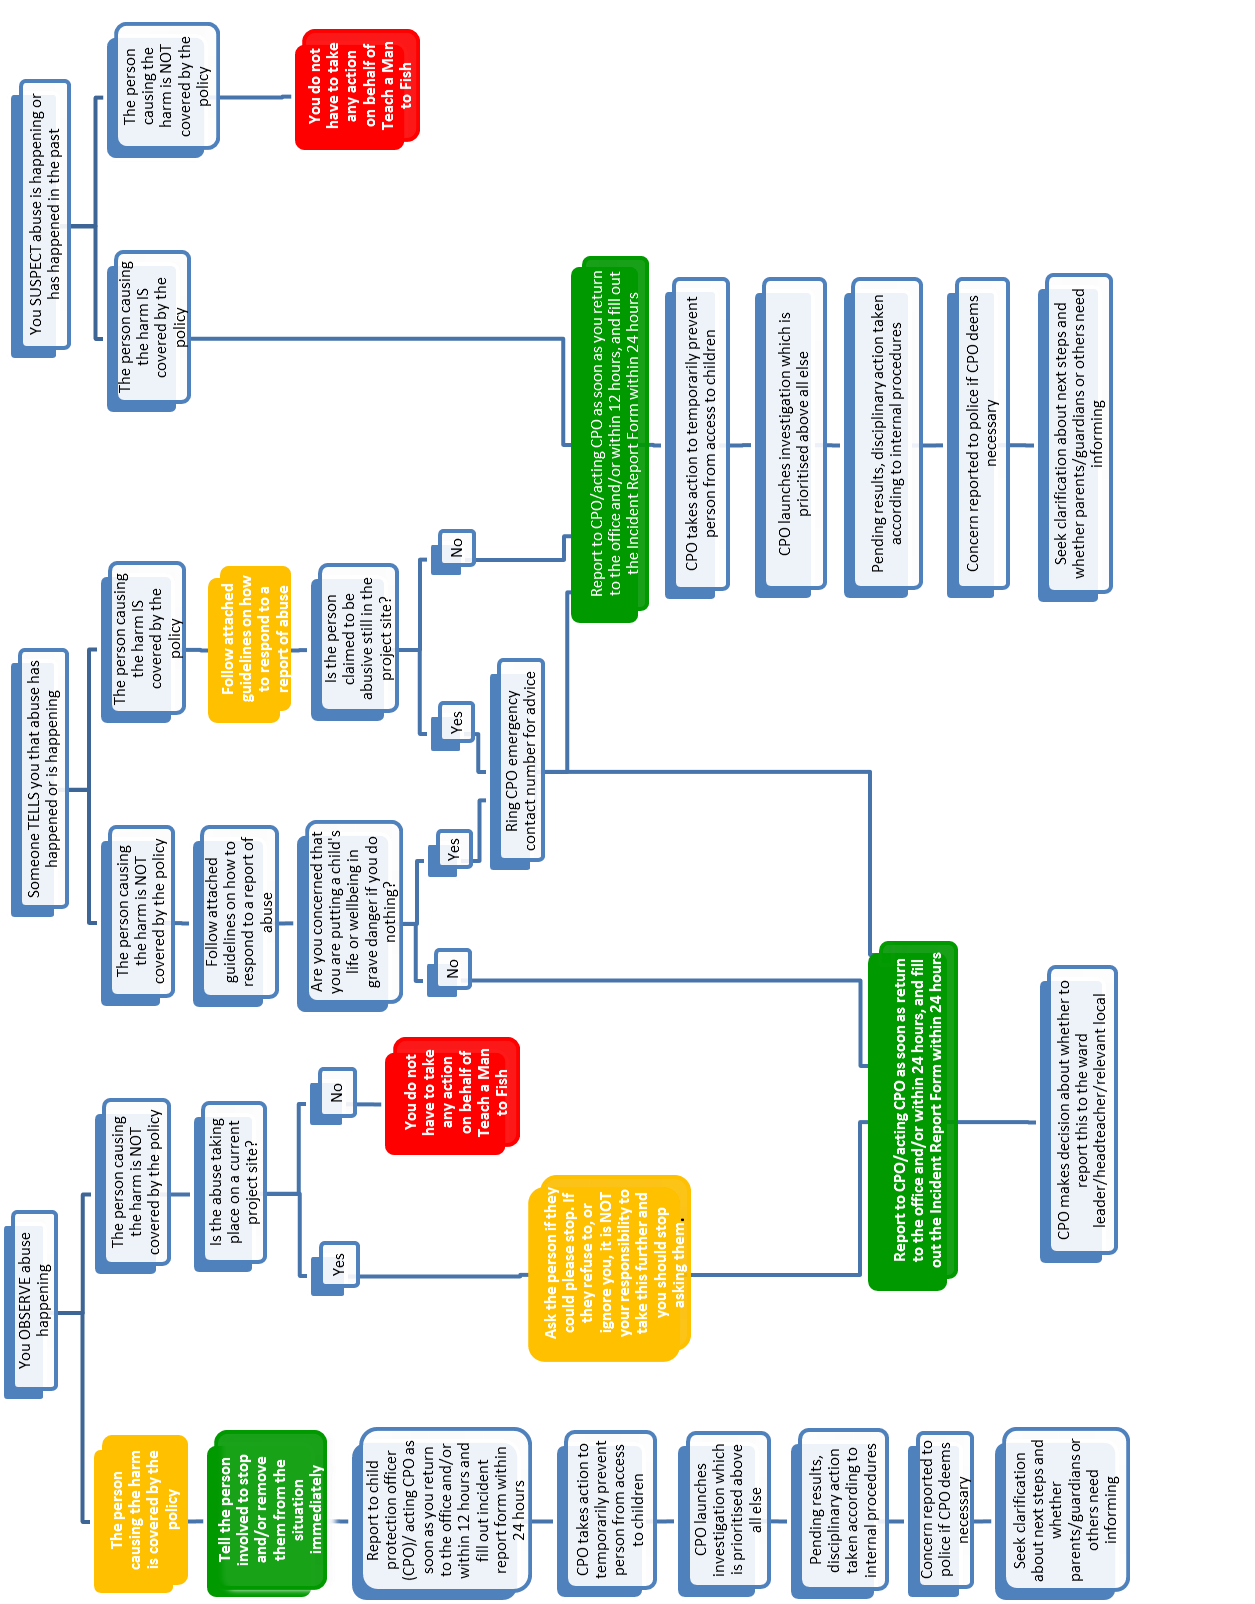 You OBSERVE abuse
happening
The person
causing the harm
is covered by the
policy
Tell the person
involved to stop
and/or remove
them from the
situation
immediately
Report to child
protection officer
(CPO)/ acting CPO as
soon as you return
to the office and/or
within 12 hours and
fill out incident
report form within
24 hours
CPO takes action to
temporarily prevent
person from access
to children
CPO launches
investigation which
is prioritised above
all else
Pending results,
disciplinary action
taken according to
internal procedures
Concern reported to
police if CPO deems
necessary
Seek clarification
about next steps and
whether
parents/guardians or
others need
informing
The person causing
the harm is NOT
covered by the policy
Is the abuse taking
place on a current
project site?
Yes
No
Ask the person if they
could please stop. If
they refuse to, or
ignore you, it is NOT
your responsibility to
take this further and
you should stop
asking them.
You do not
have to take
any action
on behalf of
Teach a Man
to Fish
Someone TELLS you that abuse has
happened or is happening
The person causing
the harm is NOT
covered by the policy
Follow attached
guidelines on how to
respond to a report of
abuse
Are you concerned that
you are putting a child's
life or wellbeing in
grave danger if you do
nothing?
No
Yes
The person causing
the harm IS
covered by the
policy
Follow attached
guidelines on how
to respond to a
report of abuse
Is the person
claimed to be
abusive still in the
project site?
Yes
No
Ring CPO emergency
contact number for advice
Report to CPO/acting CPO as soon as return
to the office and/or within 24 hours, and fill
out the Incident Report Form within 24 hours
CPO makes decision about whether to
report this to the ward
leader/headteacher/relevant local
You SUSPECT abuse is happening or
has happened in the past
The person causing
the harm IS
covered by the
policy
The person
causing the
harm is NOT
covered by the
policy
You do not
have to take
any action
on behalf of
Teach a Man
to Fish
Report to CPO/acting CPO as soon as you return
to the office and/or within 12 hours, and fill out
the Incident Report Form within 24 hours
CPO takes action to temporarily prevent
person from access to children
CPO launches investigation which is
prioritised above all else
Pending results, disciplinary action taken
according to internal procedures
Concern reported to police if CPO deems
necessary
Seek clarification about next steps and
whether parents/guardians or others need
informing